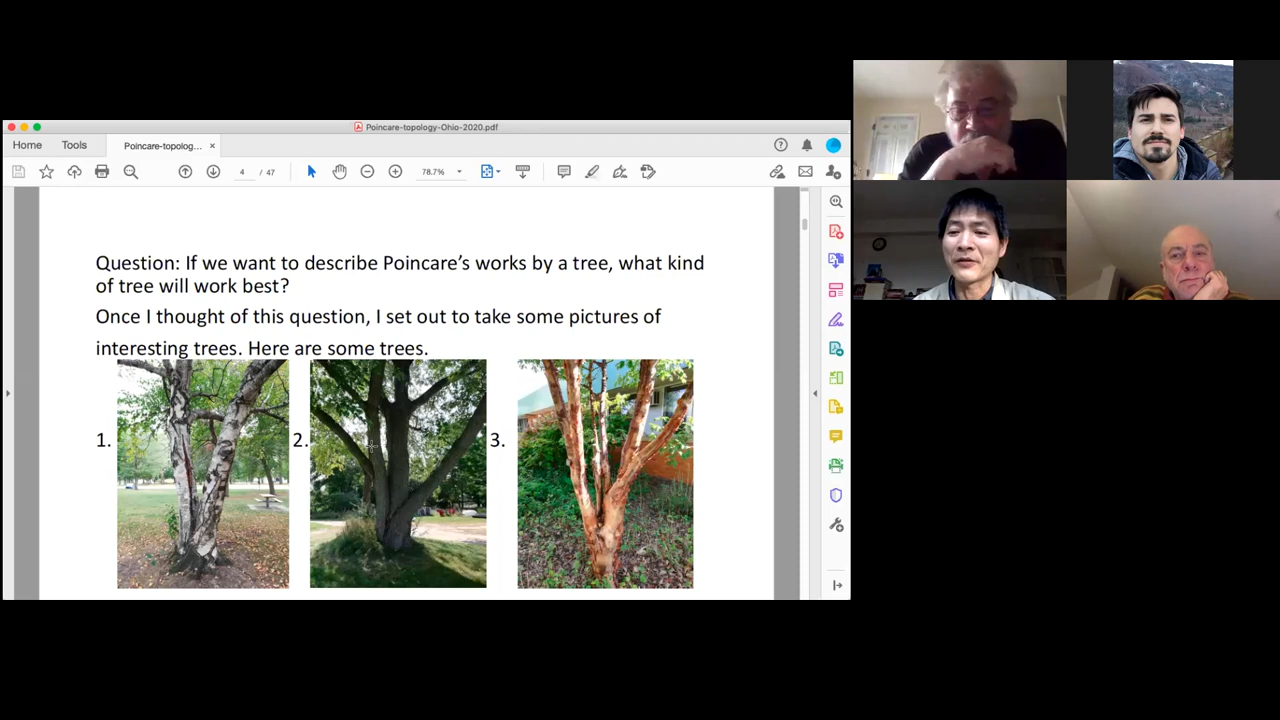 Poincare-topology-Ohio-2020.pdf
Home Tools Poincare-topolog... ×
4 / 47 78.7%
Question: If we want to describe Poincare's works by a tree, what kind
of tree will work best?
Once I thought of this question, I set out to take some pictures of
interesting trees. Here are some trees.
1. 2. 3.